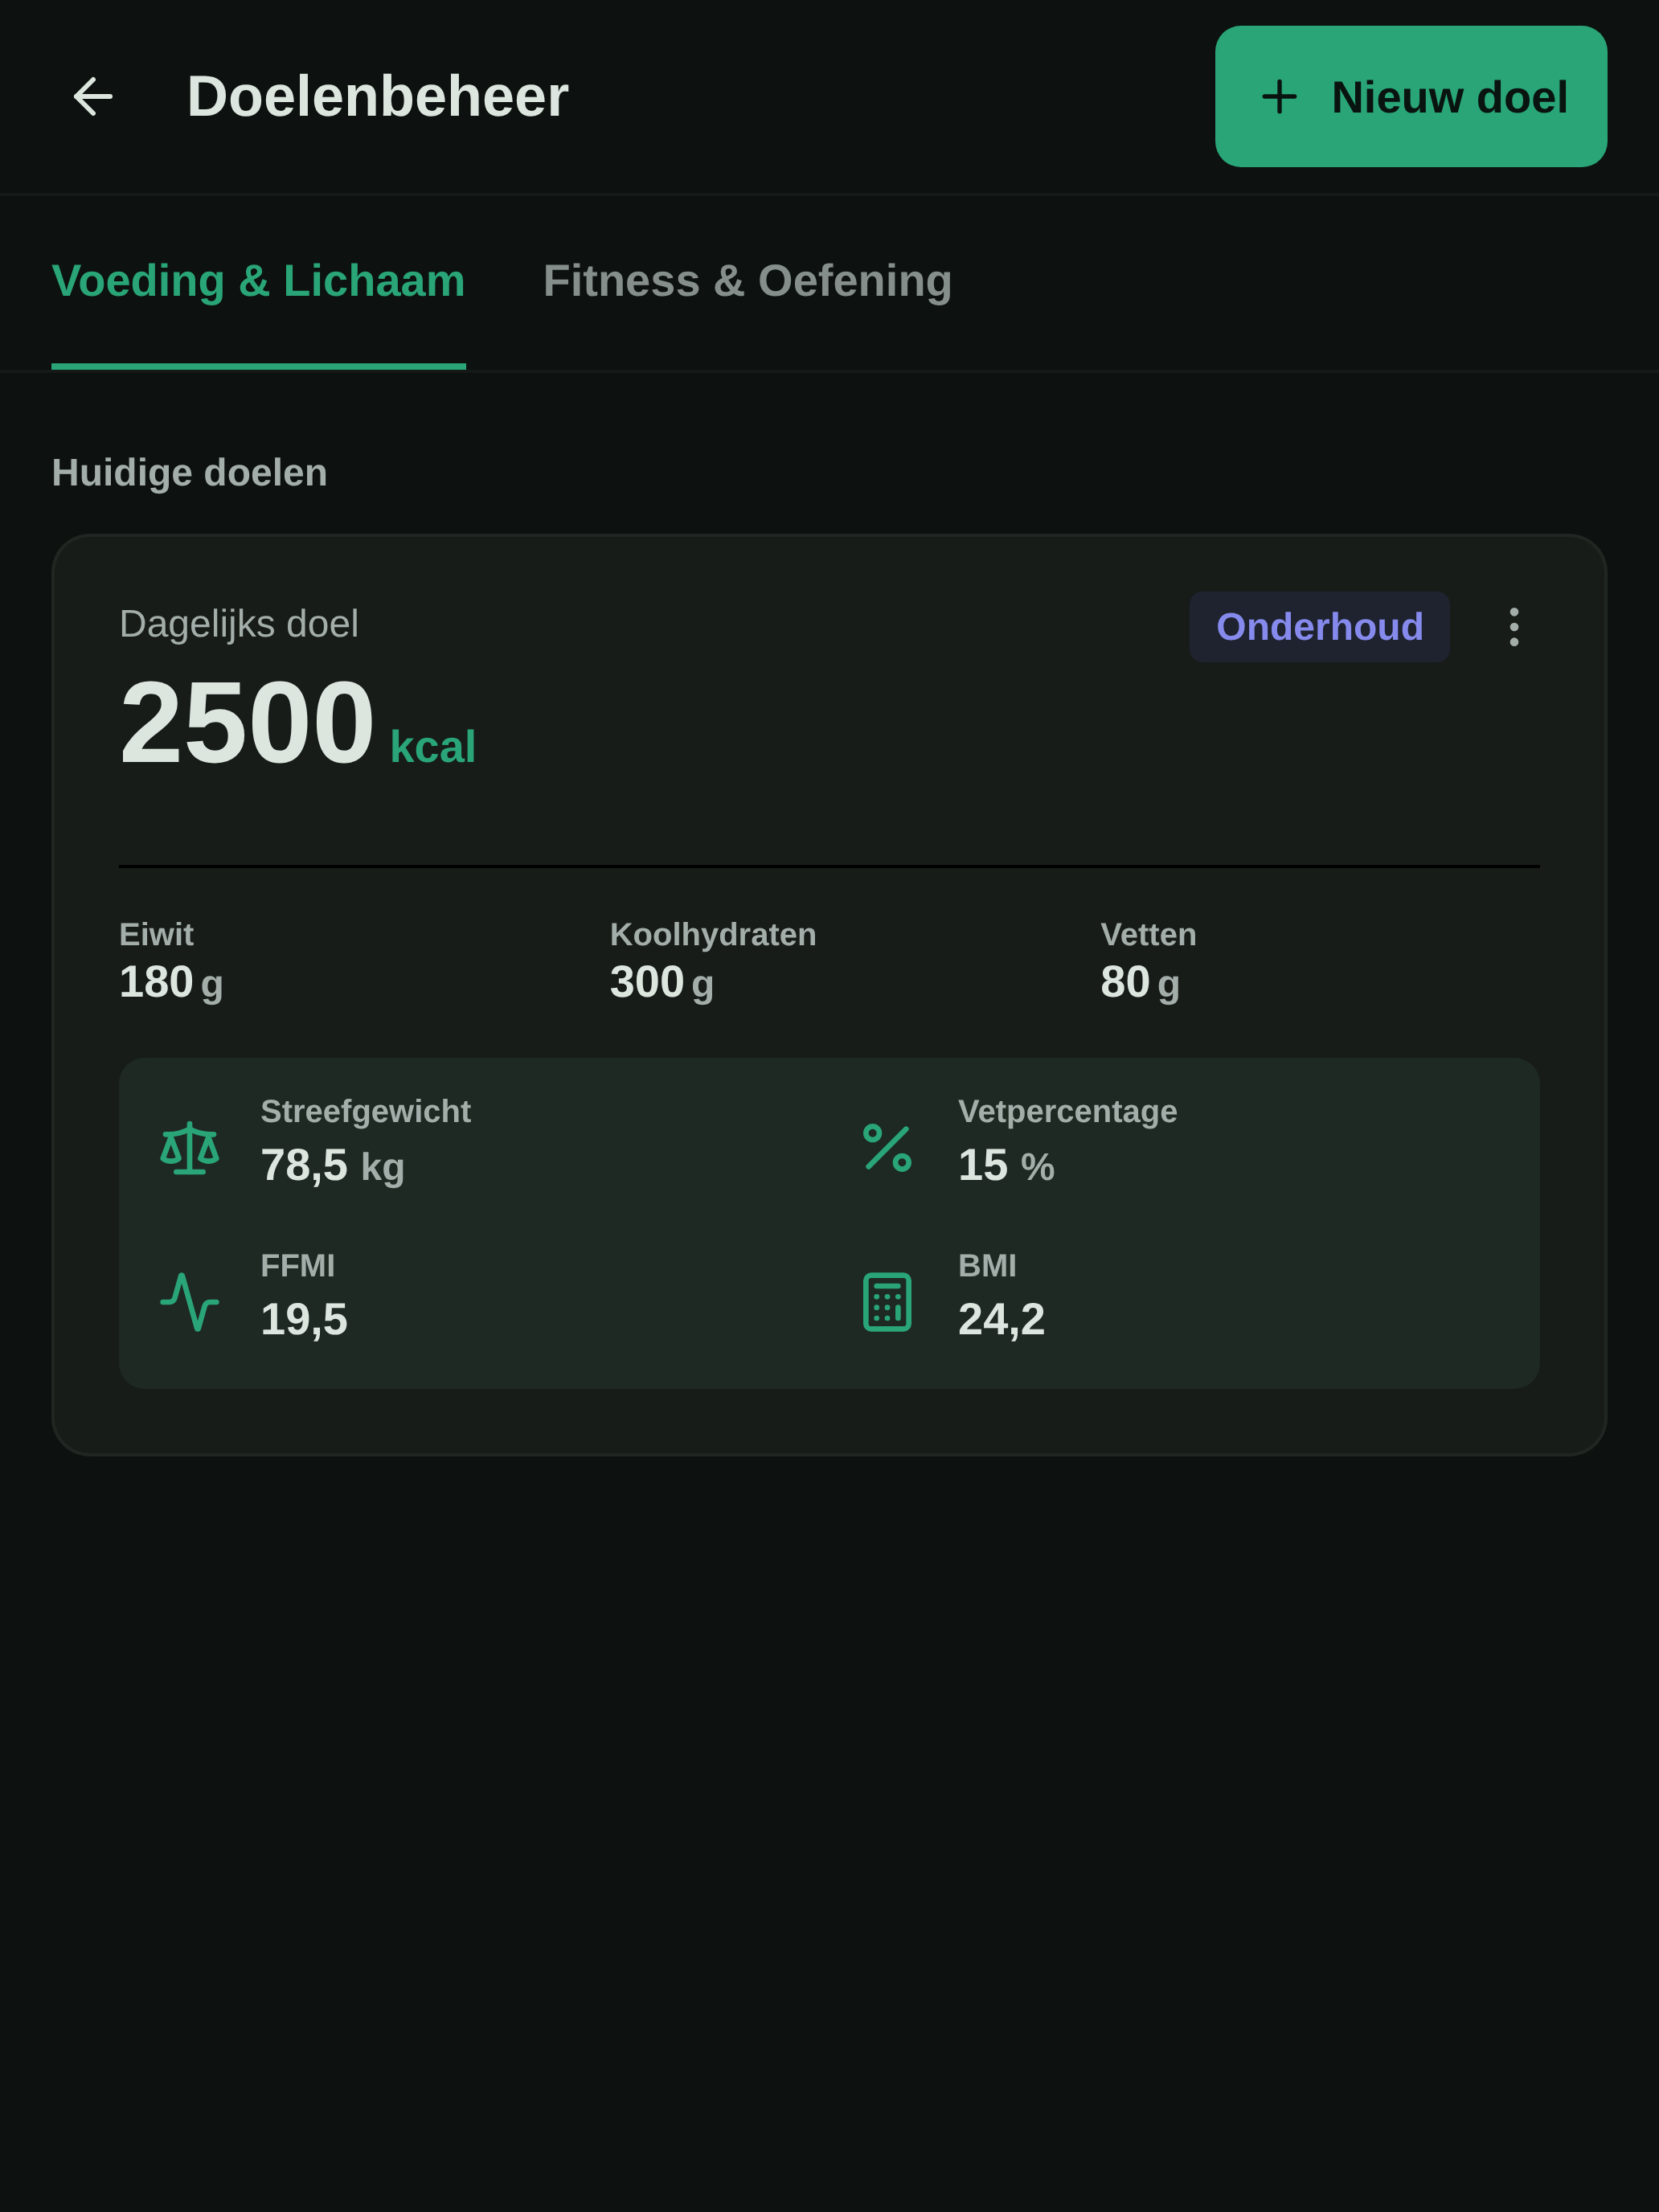 Doelenbeheer
Nieuw doel
Voeding & Lichaam
Fitness & Oefening
Huidige doelen
Dagelijks doel
Onderhoud
2500 kcal
Eiwit
180 g
Koolhydraten
300 g
Vetten
80 g
Streefgewicht
78,5 kg
Vetpercentage
15 %
FFMI
19,5
BMI
24,2